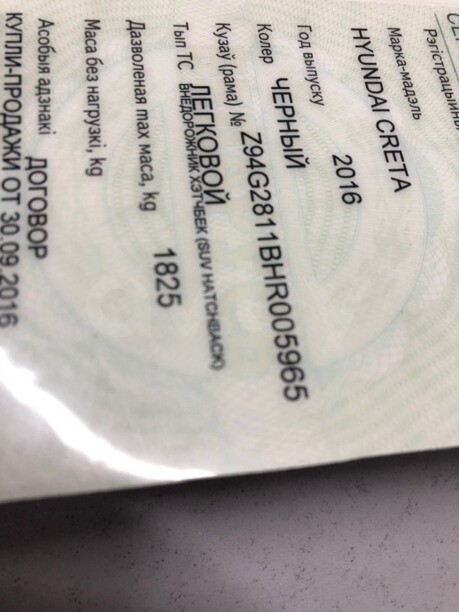 Рэгістрацыйны
Марка-мадэль
HYUNDAI CRETA
Год выпуску 2016
Колер ЧЕРНЫЙ
Кузаў (рама) № Z94G2811BHR005965
Тып ТС ЛЕГКОВОЙ
ВНЕДОРОЖНИК ХЭТЧБЕК (SUV HATCHBACK)
Дазволеная max маса, kg 1825
Маса без нагрузкі, kg
Асобыя адзнакі ДОГОВОР
КУПЛИ-ПРОДАЖИ ОТ 30.09.2016